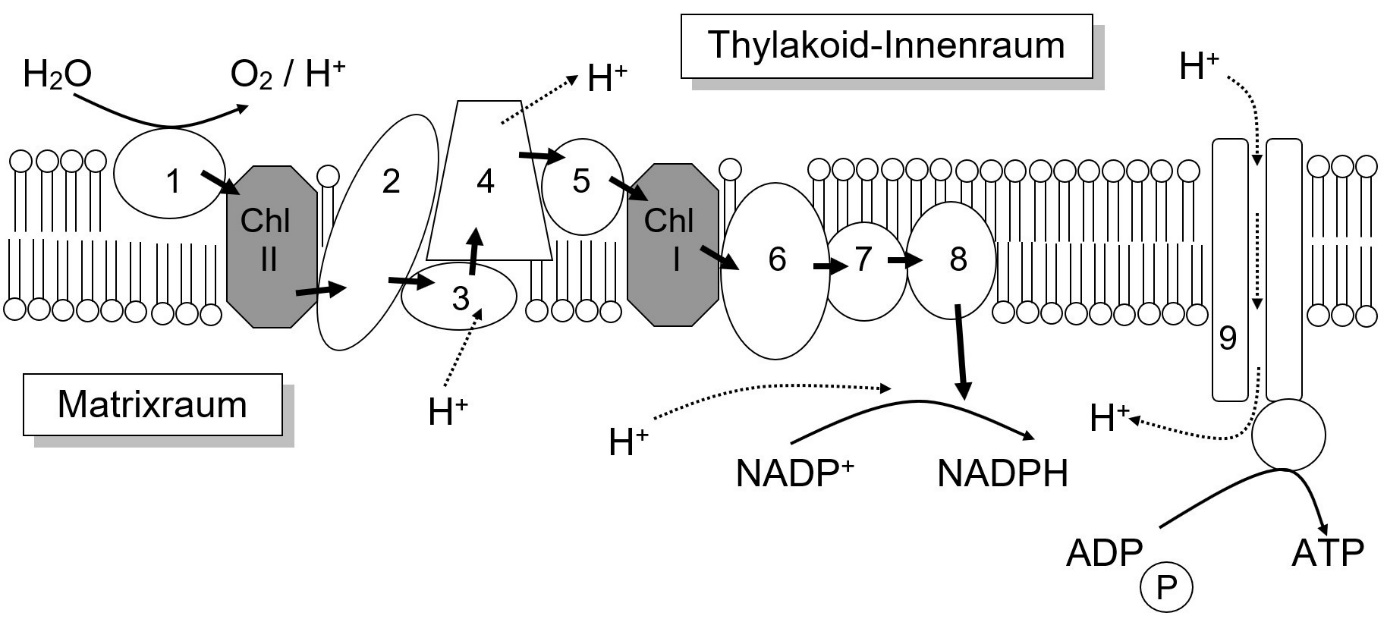 Thylakoid-Innenraum
H₂O
O₂ / H⁺
H⁺
H⁺
1
2
4
5
Chl
II
Chl
I
3
6
7
8
9
Matrixraum
H⁺
H⁺
H⁺
NADP⁺
NADPH
ADP
P
ATP